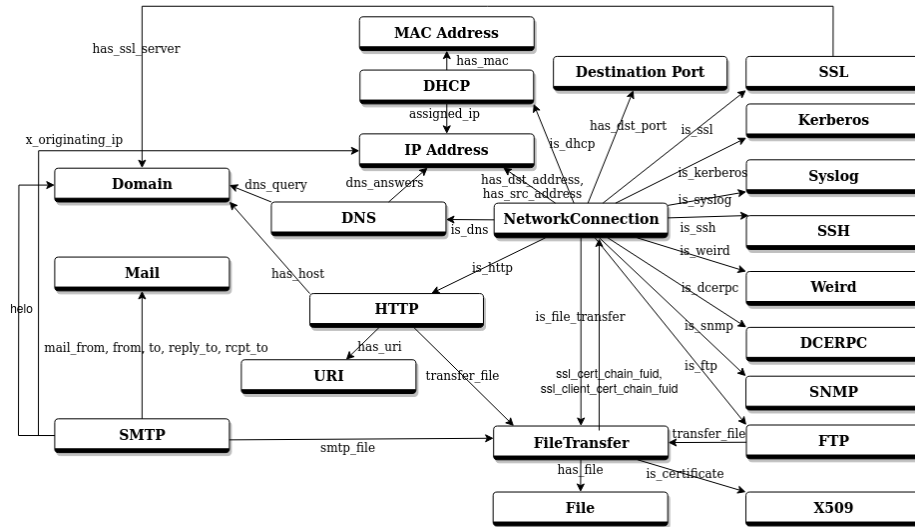 MAC Address
has_ssl_server
has_mac
Destination Port
SSL
DHCP
assigned_ip
has_dst_port
is_ssl
Kerberos
x_originating_ip
IP Address
is_dhcp
is_kerberos
Domain
dns_query
dns_answers
has_dst_address,
has_src_address
Syslog
is_syslog
DNS
is_dns
NetworkConnection
is_ssh
SSH
is_weird
Mail
has_host
is_http
Weird
is_dcerpc
helo
HTTP
is_file_transfer
is_snmp
DCERPC
mail_from, from, to, reply_to, rcpt_to
has_uri
is_ftp
URI
transfer_file
ssl_cert_chain_fuid,
ssl_client_cert_chain_fuid
SNMP
SMTP
smtp_file
FileTransfer
transfer_file
FTP
has_file
is_certificate
File
X509